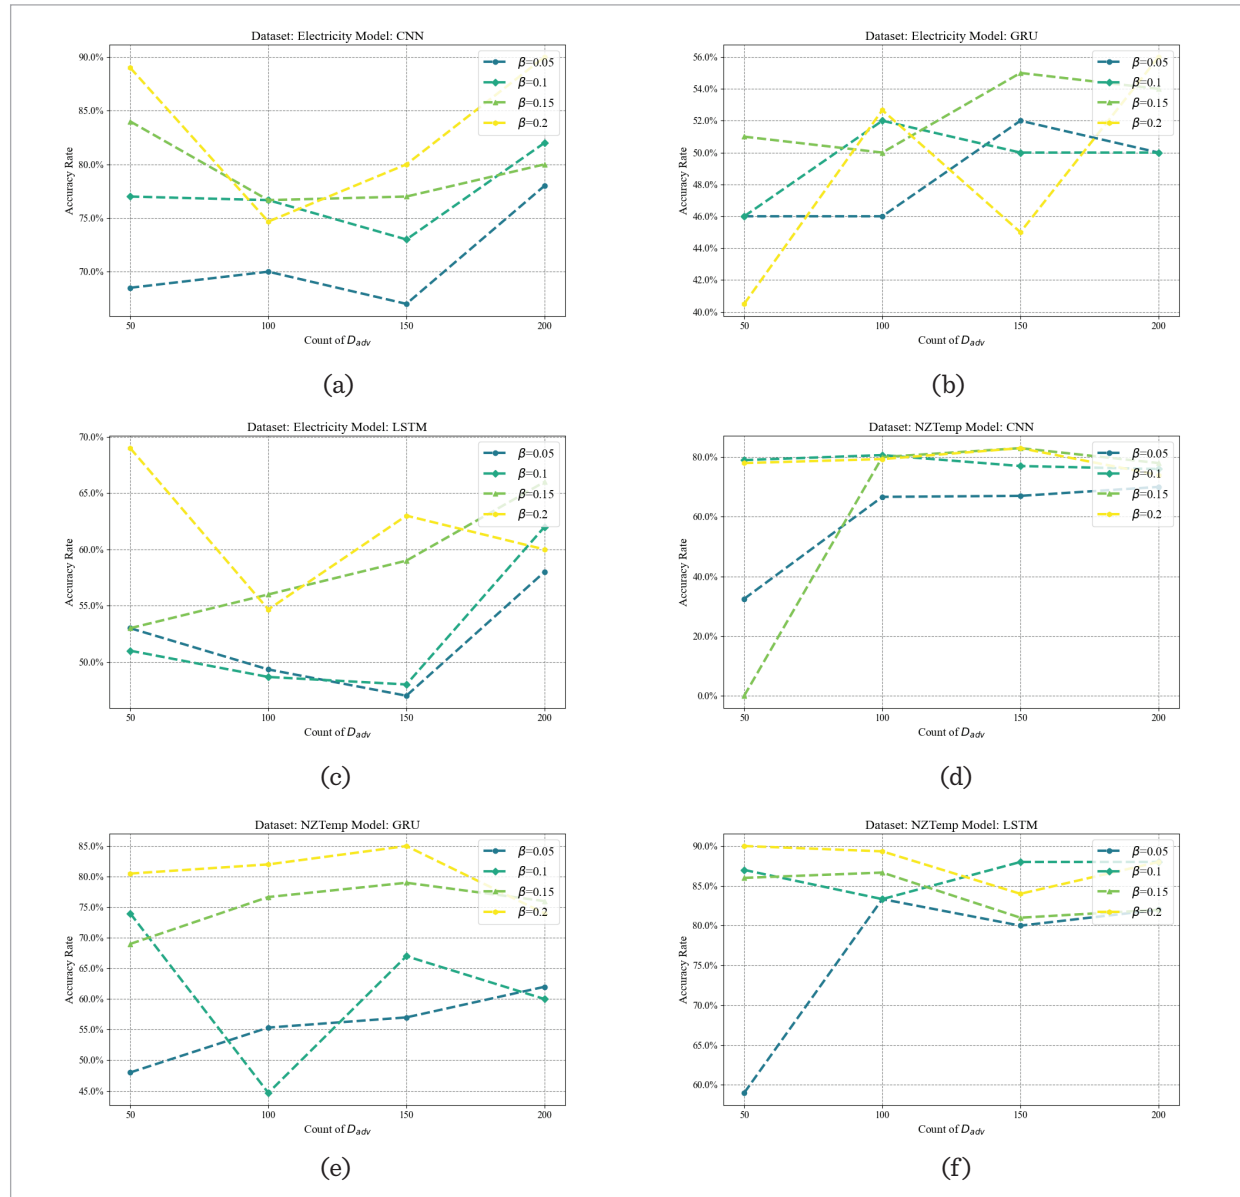 Dataset: Electricity Model: CNN
Accuracy Rate
90.0%
85.0%
80.0%
75.0%
70.0%
β=0.05
β=0.1
β=0.15
β=0.2
50 100 150 200
Count of D_adv
(a)
Dataset: Electricity Model: GRU
Accuracy Rate
56.0%
54.0%
52.0%
50.0%
48.0%
46.0%
44.0%
42.0%
40.0%
β=0.05
β=0.1
β=0.15
β=0.2
50 100 150 200
Count of D_adv
(b)
Dataset: Electricity Model: LSTM
Accuracy Rate
70.0%
65.0%
60.0%
55.0%
50.0%
β=0.05
β=0.1
β=0.15
β=0.2
50 100 150 200
Count of D_adv
(c)
Dataset: NZTemp Model: CNN
Accuracy Rate
80.0%
60.0%
40.0%
20.0%
0.0%
β=0.05
β=0.1
β=0.15
β=0.2
50 100 150 200
Count of D_adv
(d)
Dataset: NZTemp Model: GRU
Accuracy Rate
85.0%
80.0%
75.0%
70.0%
65.0%
60.0%
55.0%
50.0%
45.0%
β=0.05
β=0.1
β=0.15
β=0.2
50 100 150 200
Count of D_adv
(e)
Dataset: NZTemp Model: LSTM
Accuracy Rate
90.0%
85.0%
80.0%
75.0%
70.0%
65.0%
60.0%
β=0.05
β=0.1
β=0.15
β=0.2
50 100 150 200
Count of D_adv
(f)